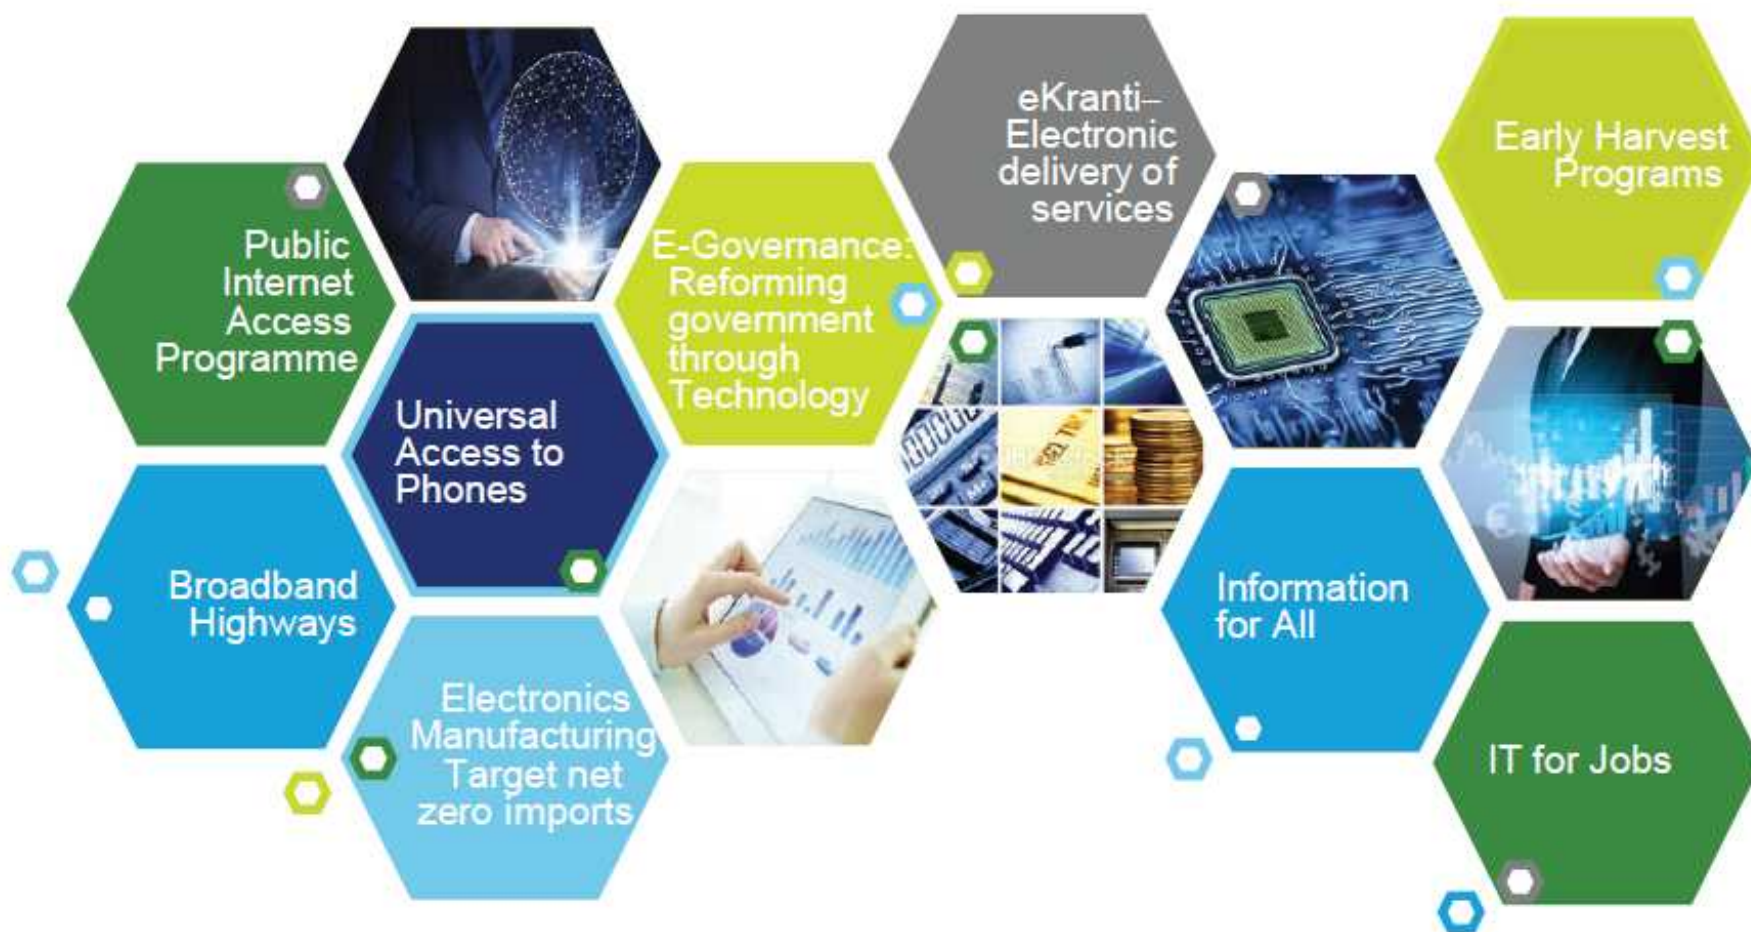 Public
Internet
Access
Programme
Universal
Access to
Phones
Broadband
Highways
Electronics
Manufacturing
Target net
zero imports
E-Governance:
Reforming
government
through
Technology
eKranti–
Electronic
delivery of
services
Information
for All
Early Harvest
Programs
IT for Jobs